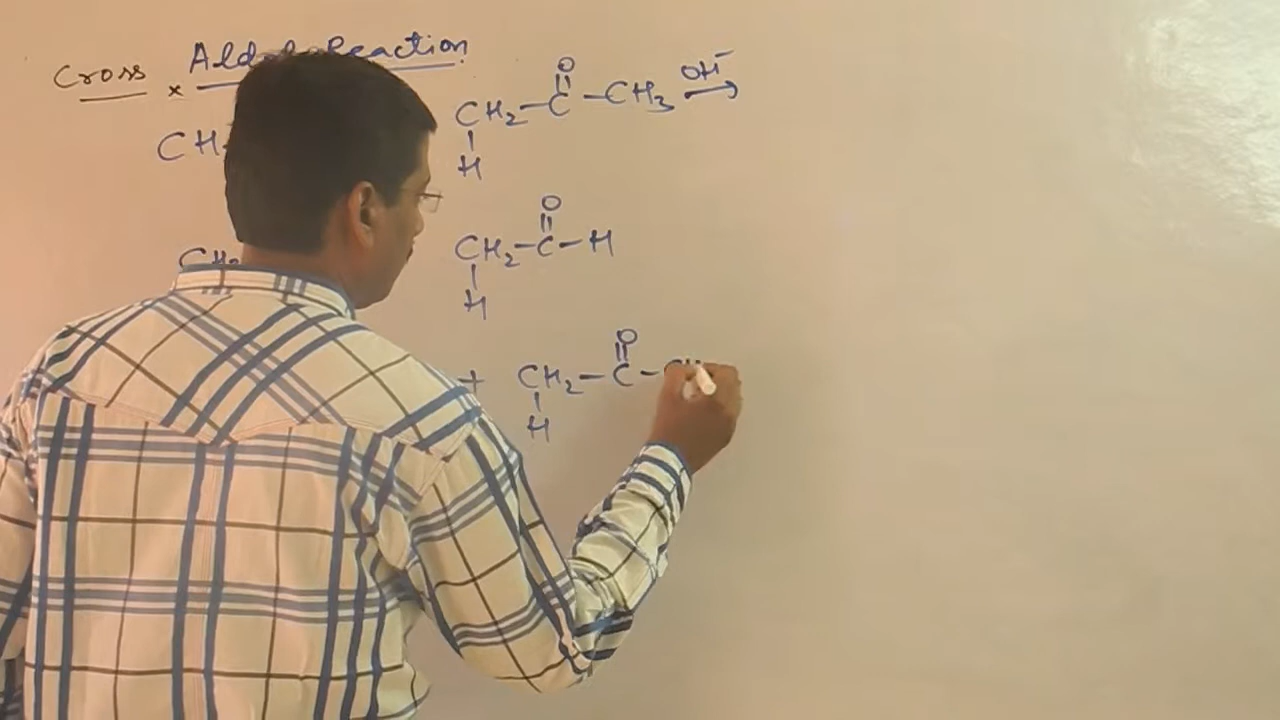 Cross × Aldol Reaction
O
||
CH₂–C–CH₃ OH⁻ →
|
H
O
||
CH₂–C–H
|
H
O
||
+ CH₂–C–
|
H